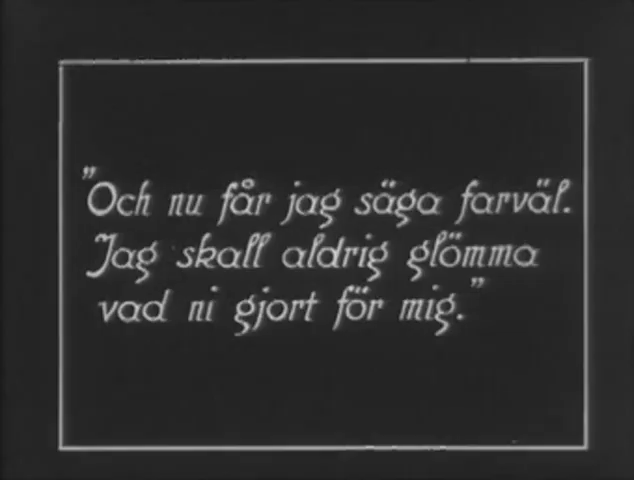 "Och nu får jag säga farväl.
Jag skall aldrig glömma
vad ni gjort för mig."